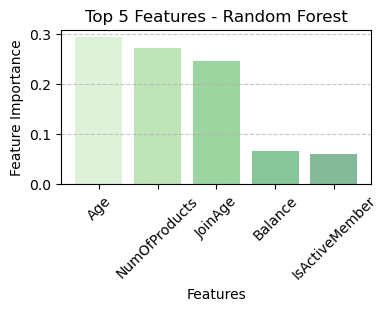 Top 5 Features - Random Forest
Feature Importance
0.3
0.2
0.1
0.0
Age
NumOfProducts
JoinAge
Balance
IsActiveMember
Features